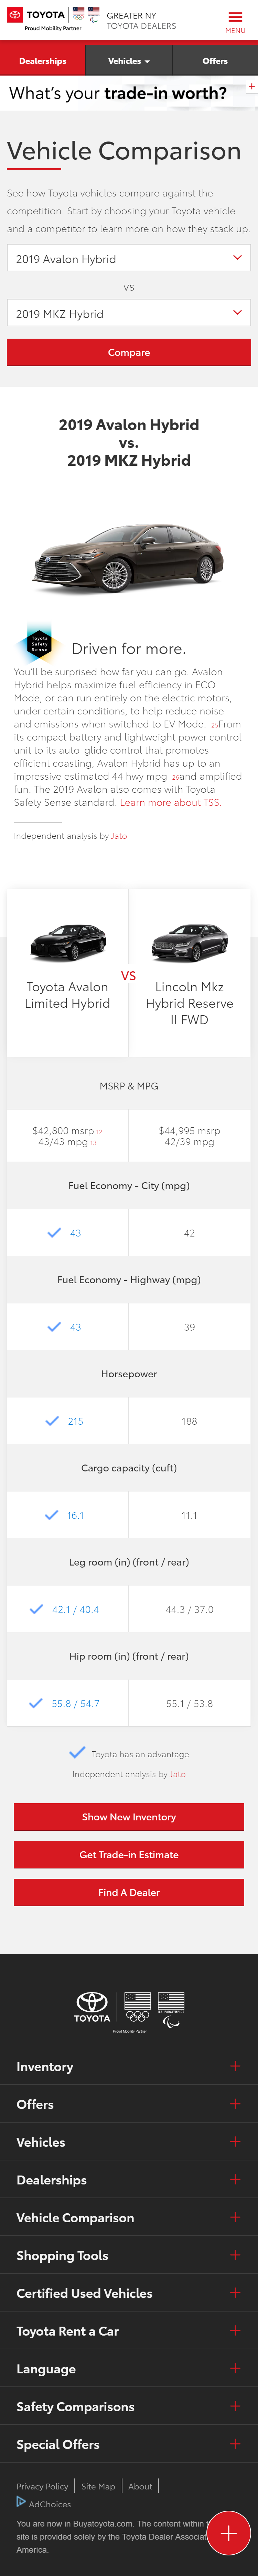 TOYOTA
Proud Mobility Partner
GREATER NY
TOYOTA DEALERS
MENU
Dealerships
Vehicles
Offers
What's your trade-in worth?
Vehicle Comparison
See how Toyota vehicles compare against the
competition. Start by choosing your Toyota vehicle
and a competitor to learn more on how they stack up.
2019 Avalon Hybrid
VS
2019 MKZ Hybrid
Compare
2019 Avalon Hybrid
vs.
2019 MKZ Hybrid
Toyota
Safety
Sense
Driven for more.
You'll be surprised how far you can go. Avalon
Hybrid helps maximize fuel efficiency in ECO
Mode, or can run entirely on the electric motors,
under certain conditions, to help reduce noise
and emissions when switched to EV Mode. 25From
its compact battery and lightweight power control
unit to its auto-glide control that promotes
efficient coasting, Avalon Hybrid has up to an
impressive estimated 44 hwy mpg 26and amplified
fun. The 2019 Avalon also comes with Toyota
Safety Sense standard. Learn more about TSS.
Independent analysis by Jato
Toyota Avalon
Limited Hybrid
VS
Lincoln Mkz
Hybrid Reserve
II FWD
MSRP & MPG
$42,800 msrp 12
43/43 mpg 13
$44,995 msrp
42/39 mpg
Fuel Economy - City (mpg)
43
42
Fuel Economy - Highway (mpg)
43
39
Horsepower
215
188
Cargo capacity (cuft)
16.1
11.1
Leg room (in) (front / rear)
42.1 / 40.4
44.3 / 37.0
Hip room (in) (front / rear)
55.8 / 54.7
55.1 / 53.8
Toyota has an advantage
Independent analysis by Jato
Show New Inventory
Get Trade-in Estimate
Find A Dealer
TOYOTA
Proud Mobility Partner
Inventory
Offers
Vehicles
Dealerships
Vehicle Comparison
Shopping Tools
Certified Used Vehicles
Toyota Rent a Car
Language
Safety Comparisons
Special Offers
Privacy Policy
Site Map
About
AdChoices
You are now in Buyatoyota.com. The content within
site is provided solely by the Toyota Dealer
America.